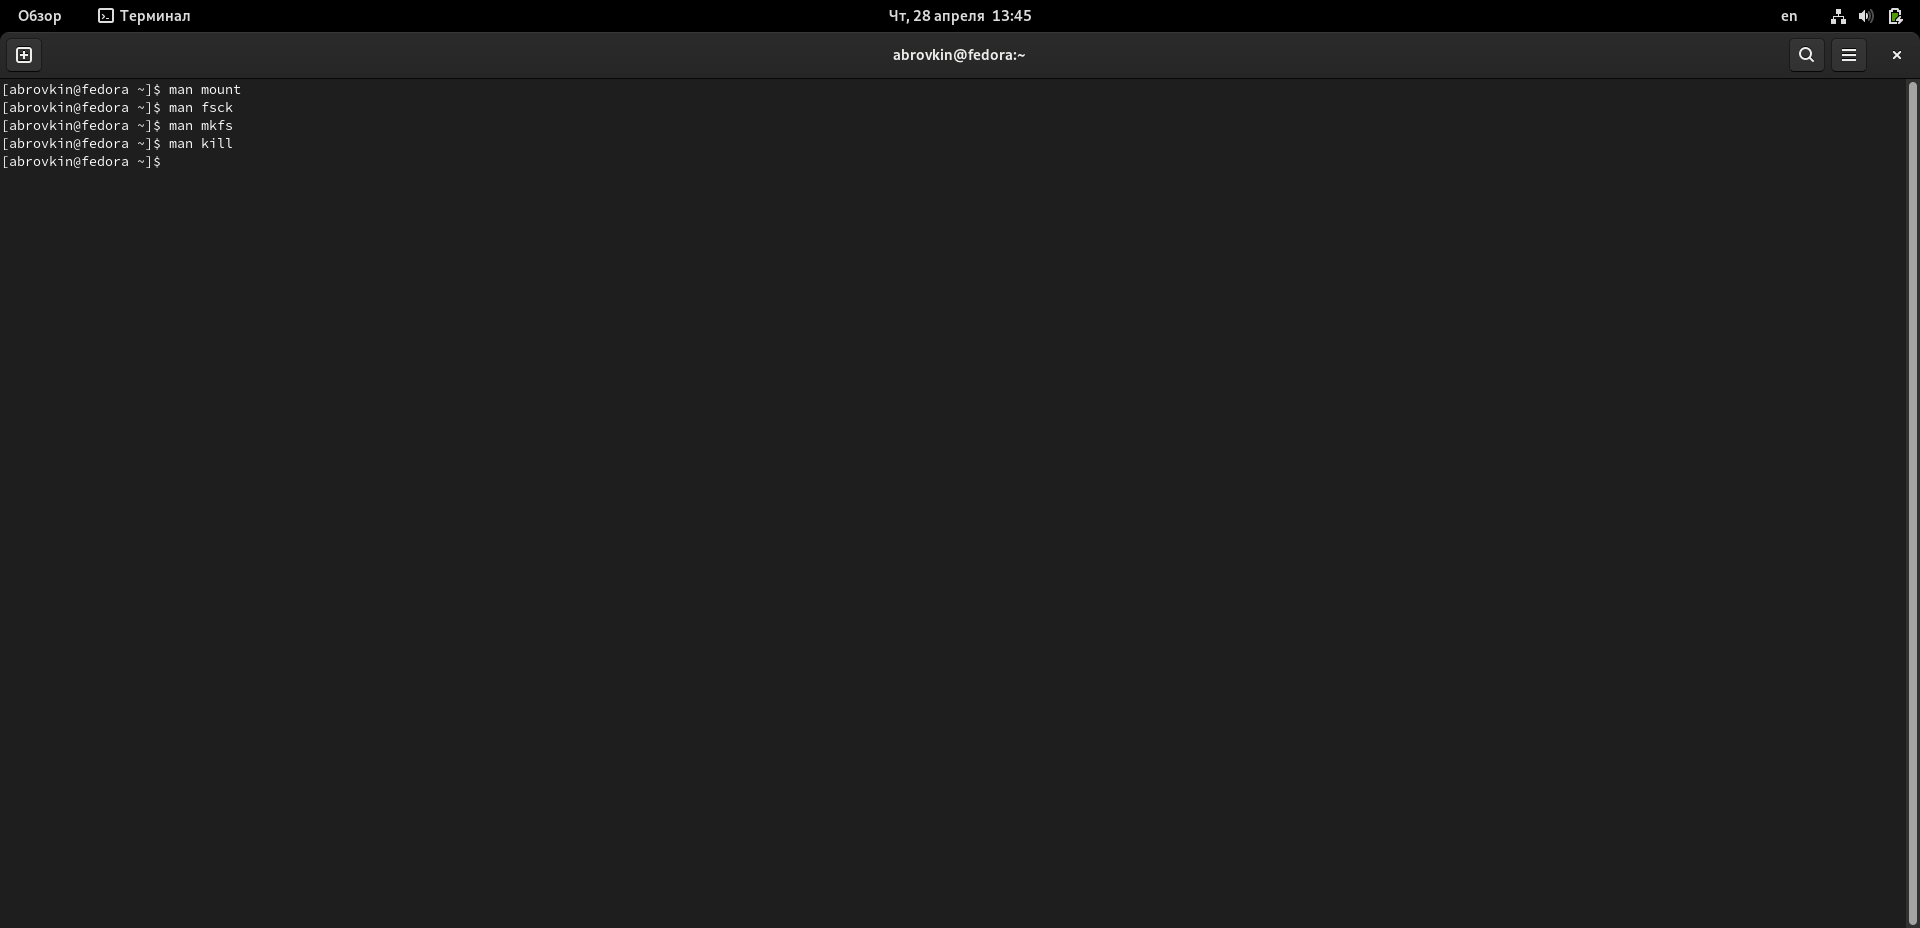 Обзор Терминал Чт, 28 апреля 13:45 en
abrovkin@fedora:~
[abrovkin@fedora ~]$ man mount
[abrovkin@fedora ~]$ man fsck
[abrovkin@fedora ~]$ man mkfs
[abrovkin@fedora ~]$ man kill
[abrovkin@fedora ~]$